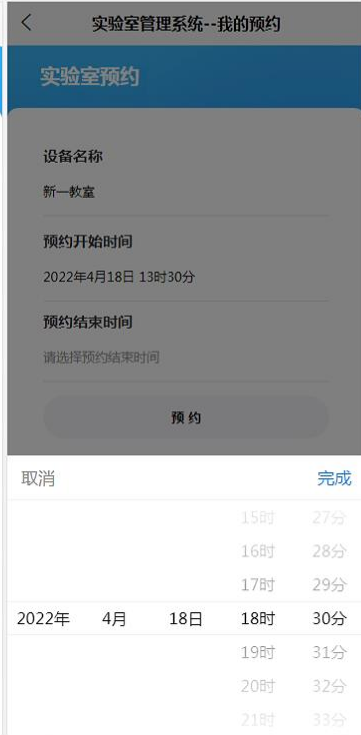 实验室管理系统--我的预约
实验室预约
设备名称
新一教室
预约开始时间
2022年4月18日 13时30分
预约结束时间
请选择预约结束时间
预 约
取消 完成
15时 27分
16时 28分
17时 29分
2022年 4月 18日 18时 30分
19时 31分
20时 32分
21时 33分